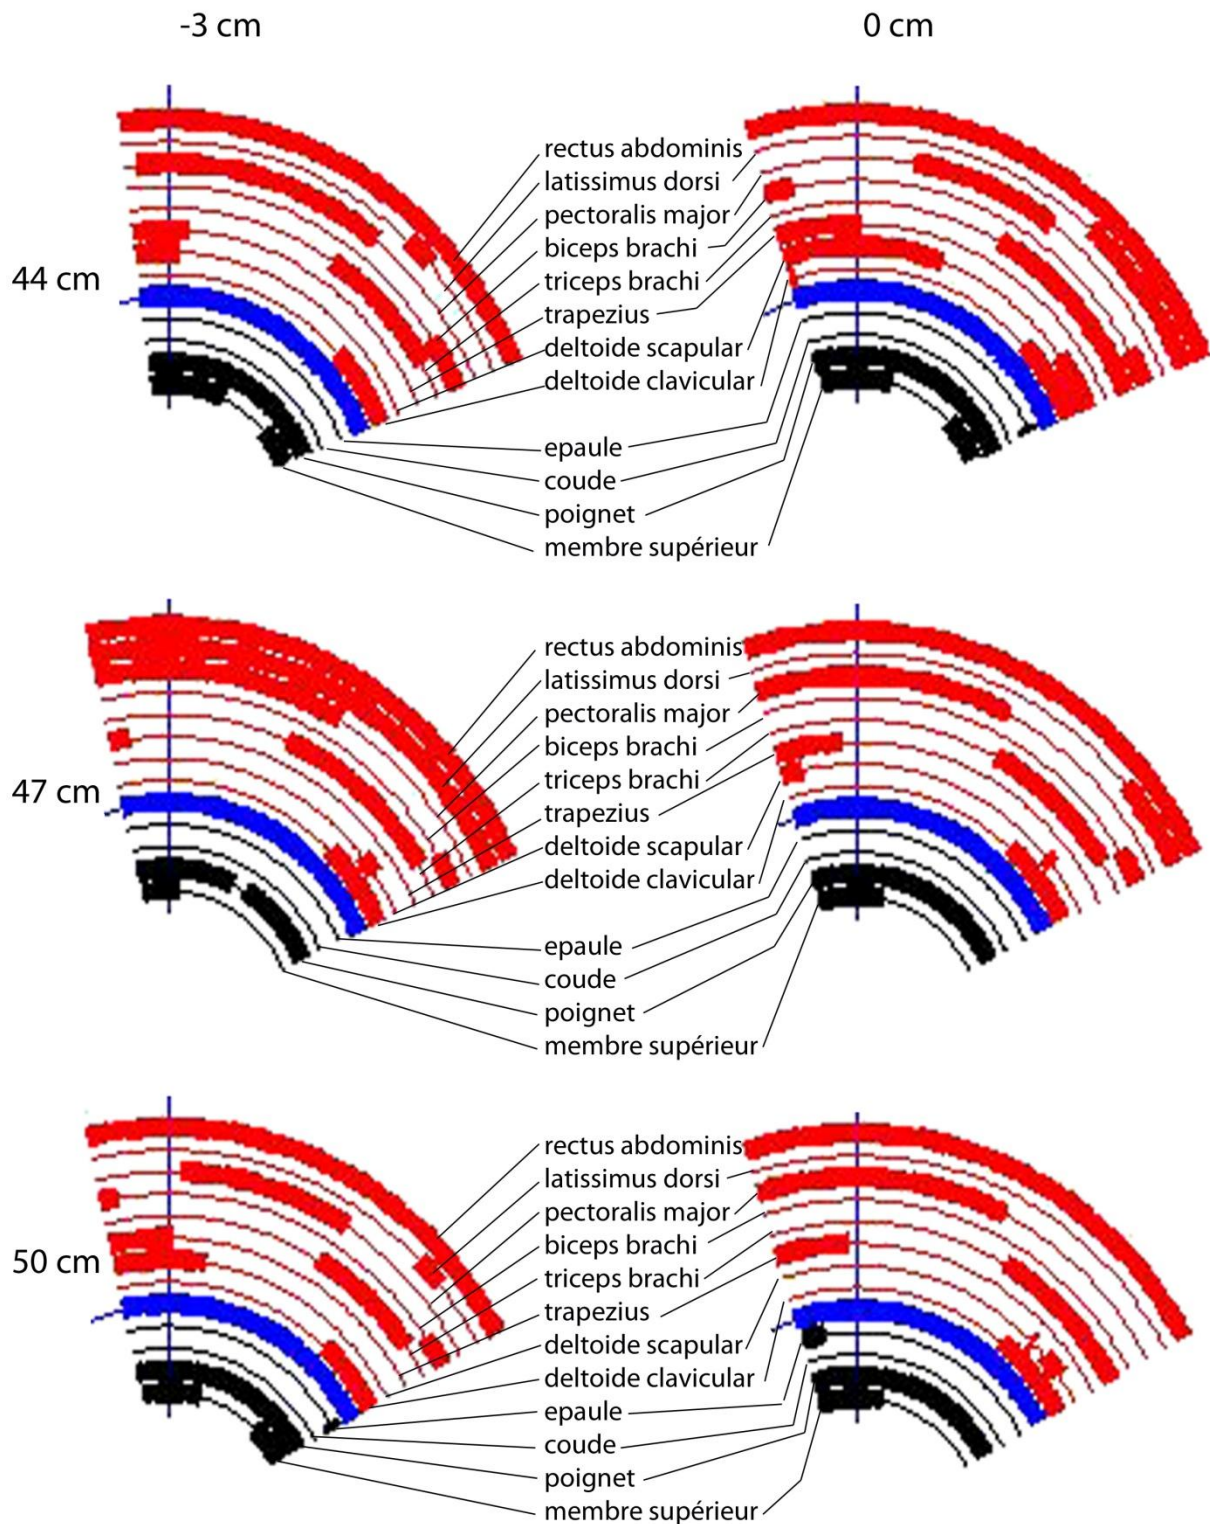 -3 cm
0 cm
44 cm
rectus abdominis
latissimus dorsi
pectoralis major
biceps brachi
triceps brachi
trapezius
deltoide scapular
deltoide clavicular
epaule
coude
poignet
membre supérieur
47 cm
rectus abdominis
latissimus dorsi
pectoralis major
biceps brachi
triceps brachi
trapezius
deltoide scapular
deltoide clavicular
epaule
coude
poignet
membre supérieur
50 cm
rectus abdominis
latissimus dorsi
pectoralis major
biceps brachi
triceps brachi
trapezius
deltoide scapular
deltoide clavicular
epaule
coude
poignet
membre supérieur